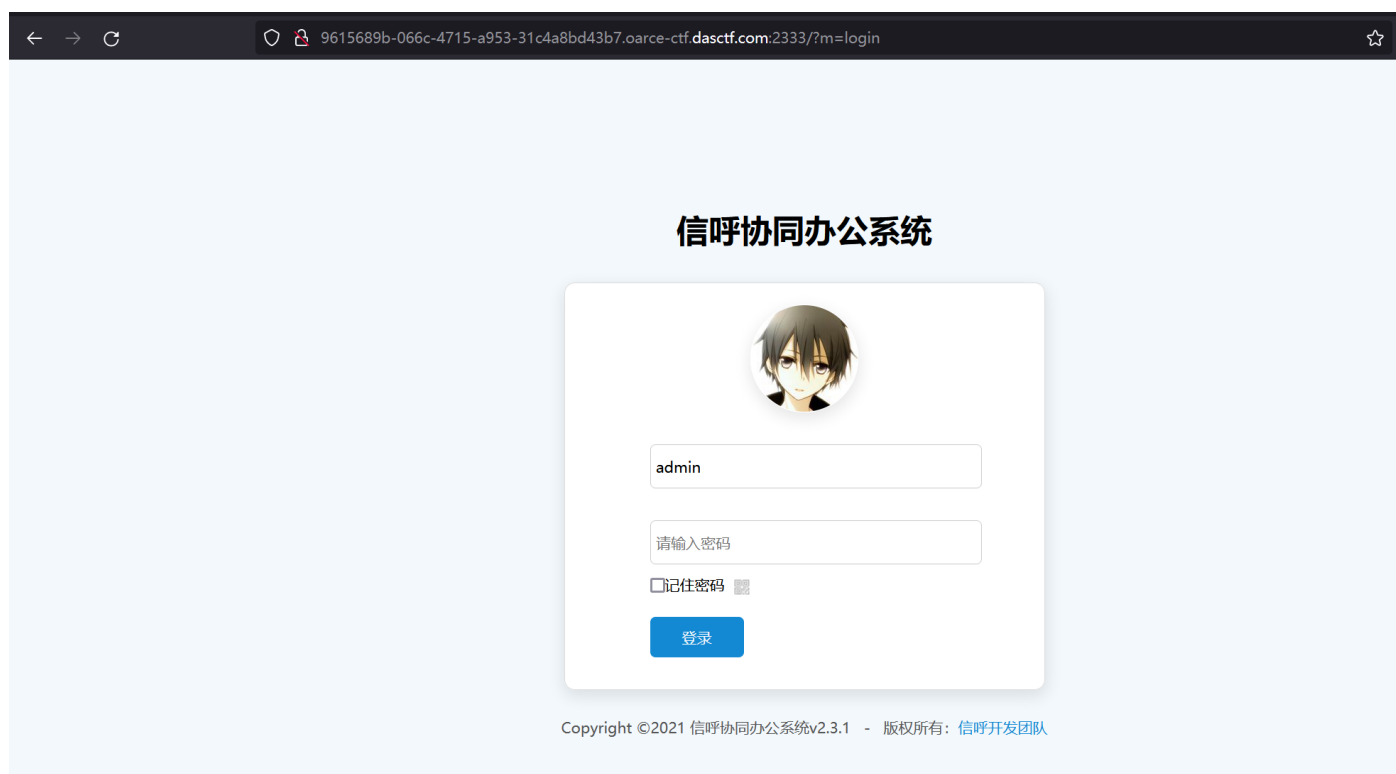 9615689b-066c-4715-a953-31c4a8bd43b7.oarce-ctf.dasctf.com:2333/?m=login
信呼协同办公系统
admin
请输入密码
记住密码
登录
Copyright ©2021 信呼协同办公系统v2.3.1 - 版权所有：信呼开发团队